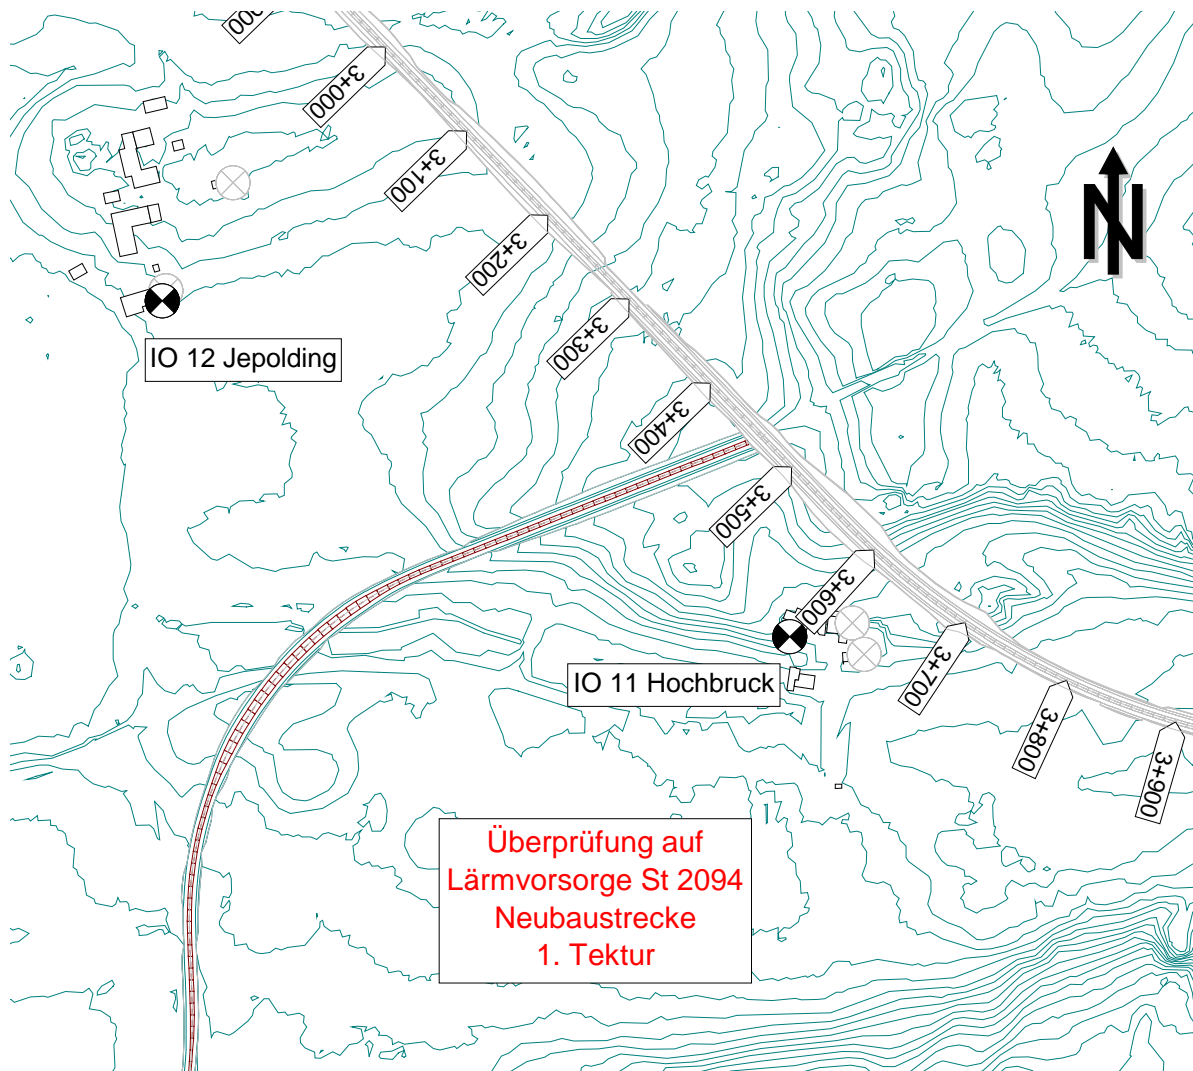 3+000
3+100
3+200
3+300
3+400
3+500
3+600
3+700
3+800
3+900
N
IO 12 Jepolding
IO 11 Hochbruck
Überprüfung auf
Lärmvorsorge St 2094
Neubaustrecke
1. Tektur